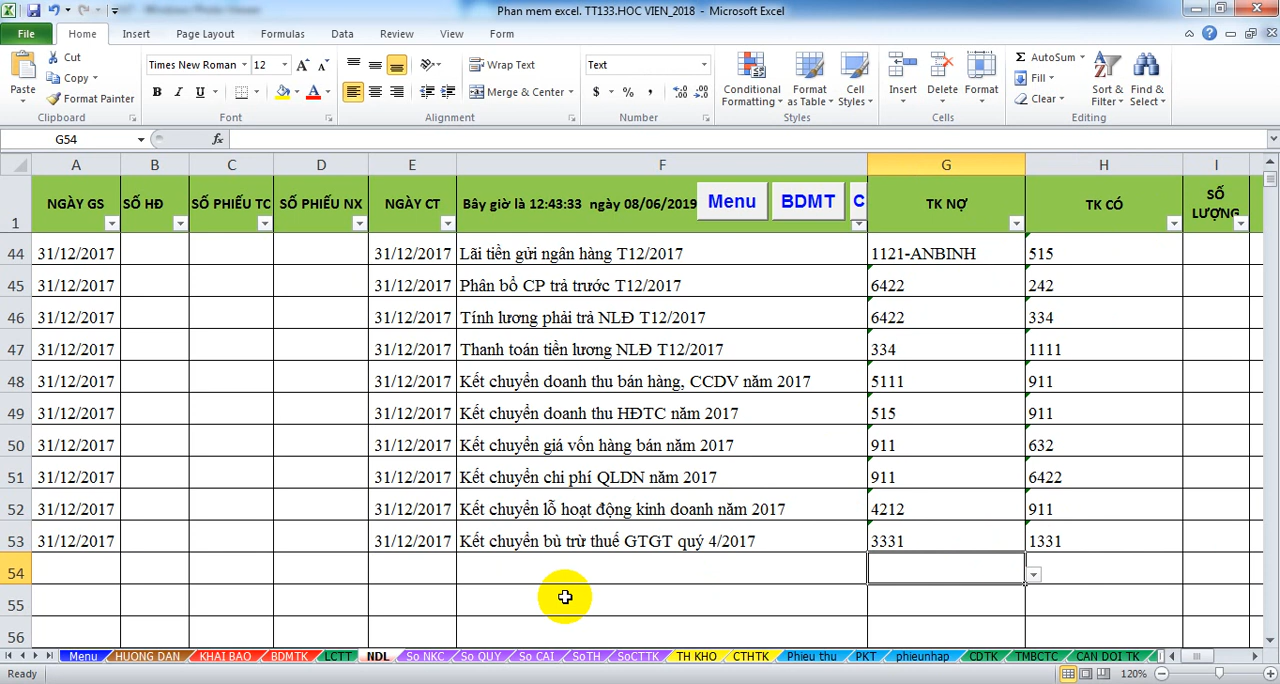 Phan mem excel. TT133.HOC VIEN_2018 - Microsoft Excel
File Home Insert Page Layout Formulas Data Review View Form
Paste Cut Copy Format Painter
Clipboard
Times New Roman 12
B I U
Font
Wrap Text
Merge & Center
Alignment
Text
$ % ,
Number
Conditional Formatting Format as Table Cell Styles
Styles
Insert Delete Format
Cells
Σ AutoSum Fill Clear
Sort & Filter Find & Select
Editing
G54 fx
A B C D E F G H I
1 NGÀY GS SỐ HĐ SỐ PHIẾU TC SỐ PHIẾU NX NGÀY CT Bây giờ là 12:43:33 ngày 08/06/2019 Menu BDMT C TK NỢ TK CÓ SỐ LƯỢNG
44 31/12/2017 31/12/2017 Lãi tiền gửi ngân hàng T12/2017 1121-ANBINH 515
45 31/12/2017 31/12/2017 Phân bổ CP trả trước T12/2017 6422 242
46 31/12/2017 31/12/2017 Tính lương phải trả NLĐ T12/2017 6422 334
47 31/12/2017 31/12/2017 Thanh toán tiền lương NLĐ T12/2017 334 1111
48 31/12/2017 31/12/2017 Kết chuyển doanh thu bán hàng, CCDV năm 2017 5111 911
49 31/12/2017 31/12/2017 Kết chuyển doanh thu HĐTC năm 2017 515 911
50 31/12/2017 31/12/2017 Kết chuyển giá vốn hàng bán năm 2017 911 632
51 31/12/2017 31/12/2017 Kết chuyển chi phí QLDN năm 2017 911 6422
52 31/12/2017 31/12/2017 Kết chuyển lỗ hoạt động kinh doanh năm 2017 4212 911
53 31/12/2017 31/12/2017 Kết chuyển bù trừ thuế GTGT quý 4/2017 3331 1331
54
55
56
Menu HUONG DAN KHAI BAO BDMTK LCTT NDL So NKC So QUY So CAI SoTH SoCTTK TH KHO CTHTK Phieu thu PKT phieunhap CDTK TMBCTC CAN DOI TK
Ready 120%